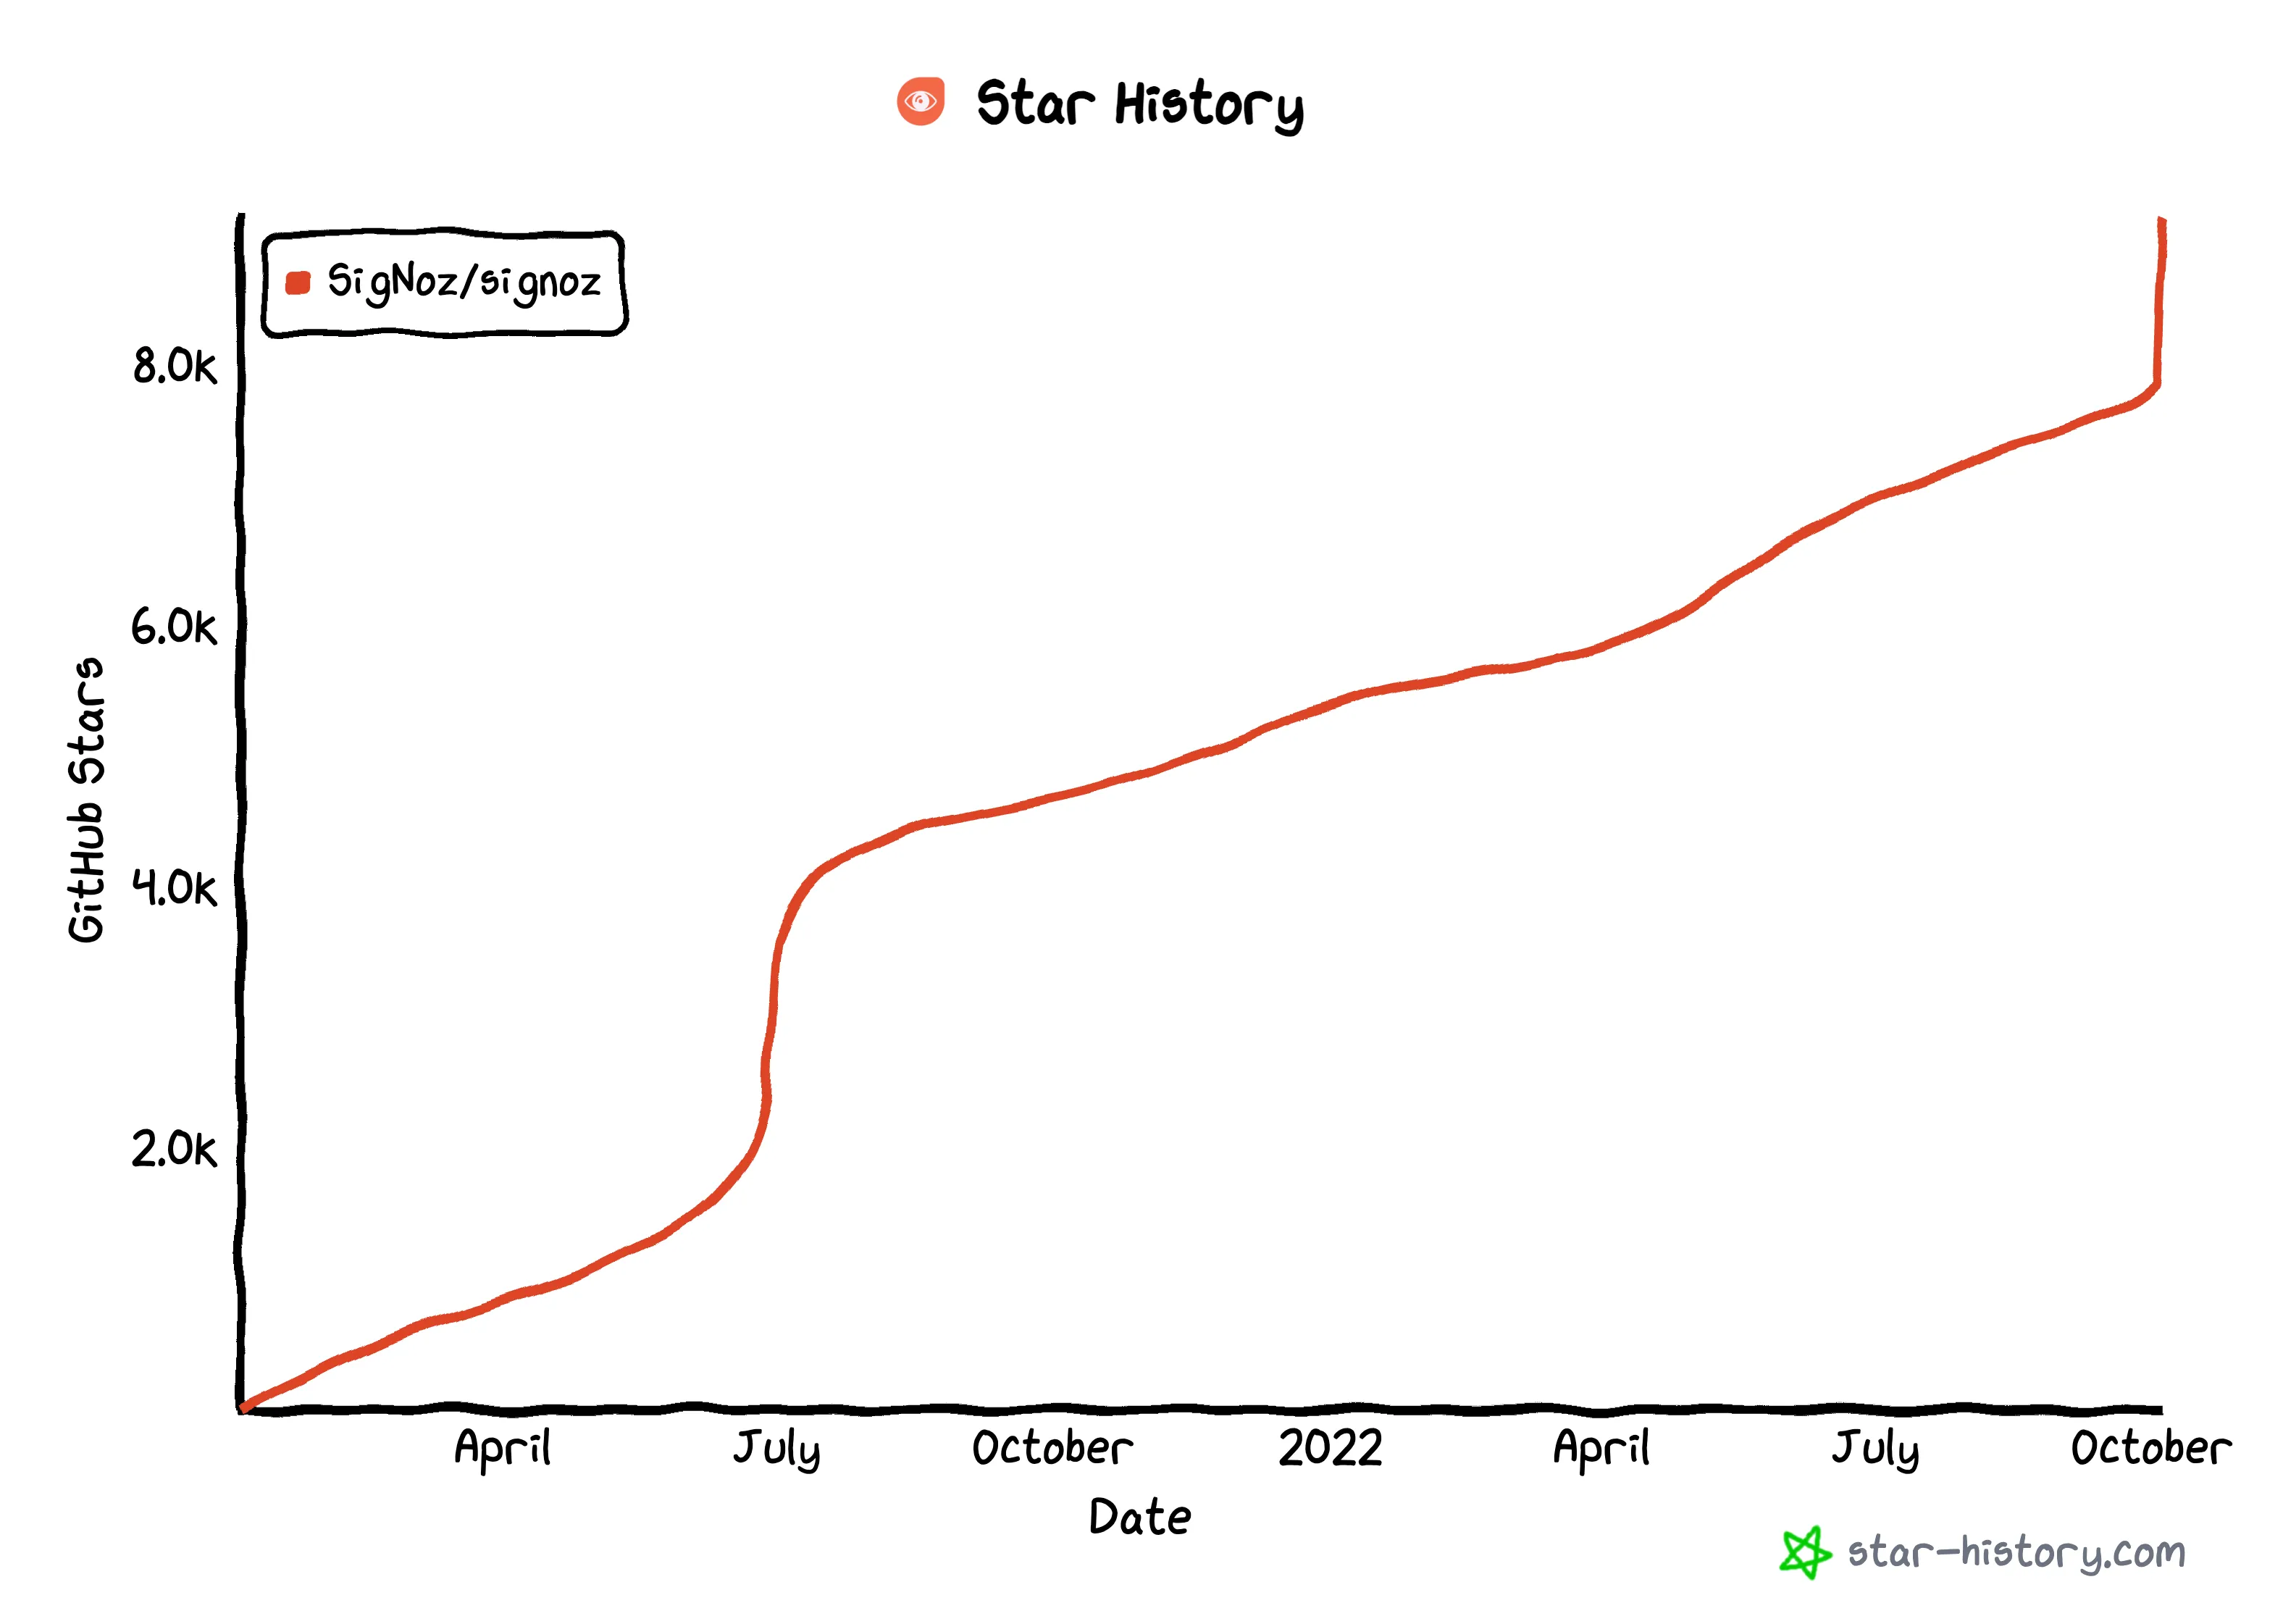 Star History
SigNoz/signoz
8.0K
6.0K
4.0K
2.0K
GitHub Stars
April July October 2022 April July October
Date
star-history.com